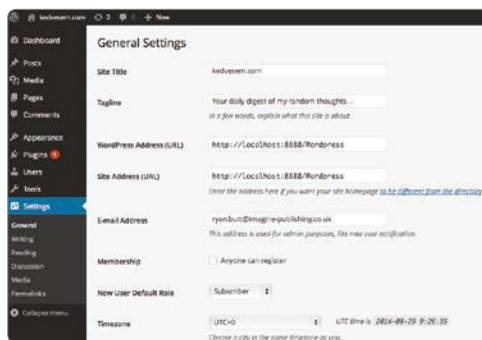 kedvesem.com 2 + New
Dashboard
Posts
Media
Pages
Comments
Appearance
Plugins 1
Users
Tools
Settings
General
Writing
Reading
Discussion
Media
Permalinks
Collapse menu
General Settings
Site Title kedvesem.com
Tagline Your daily digest of my random thoughts...
In a few words, explain what this site is about.
WordPress Address (URL) http://localhost:8888/Wordpress
Site Address (URL) http://localhost:8888/Wordpress
Enter the address here if you want your site homepage to be different from the directory
E-mail Address ryan.butt@imagine-publishing.co.uk
This address is used for admin purposes, like new user notification.
Membership Anyone can register
New User Default Role Subscriber
Timezone UTC+0 UTC time is 2014-08-29 9:26:35
Choose a city in the same timezone as you.